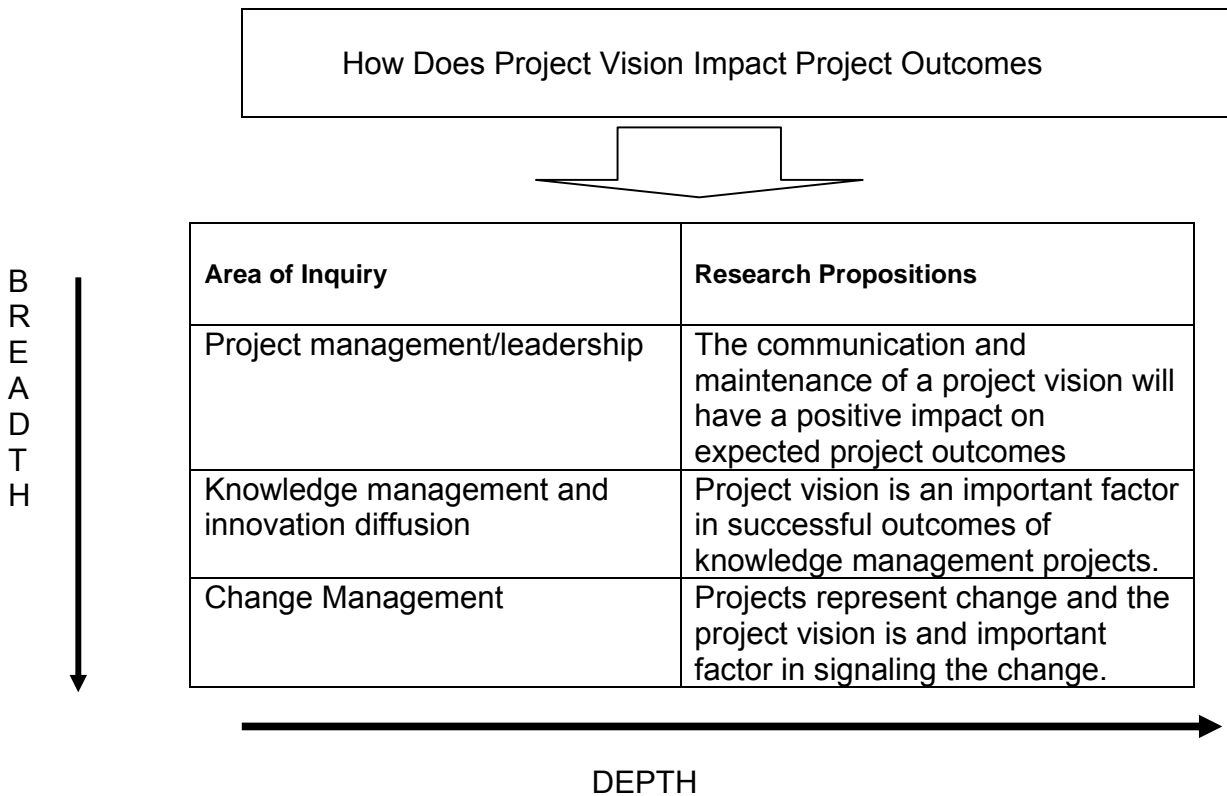 How Does Project Vision Impact Project Outcomes
B
R
E
A
D
T
H
Area of Inquiry
Research Propositions
Project management/leadership
The communication and
maintenance of a project vision will
have a positive impact on
expected project outcomes
Knowledge management and
innovation diffusion
Project vision is an important factor
in successful outcomes of
knowledge management projects.
Change Management
Projects represent change and the
project vision is and important
factor in signaling the change.
DEPTH